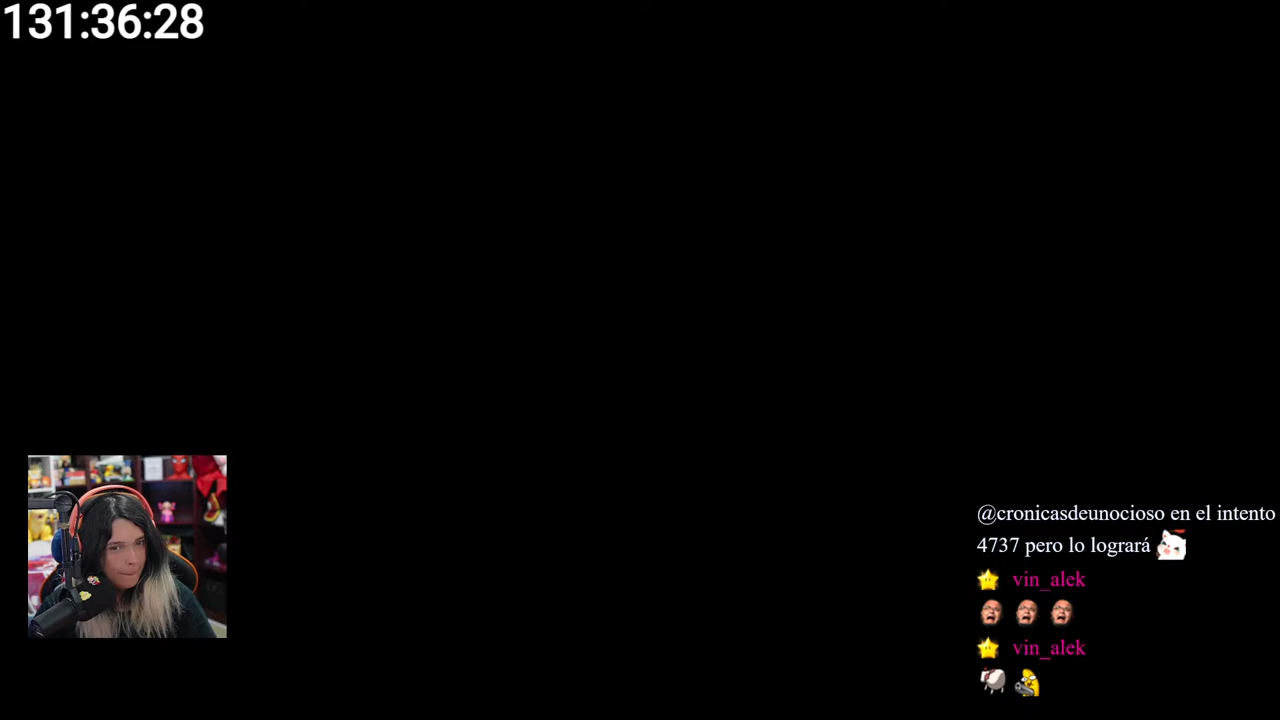 131:36:28
@cronicasdeunocioso en el intento
4737 pero lo logrará
vin_alek
vin_alek